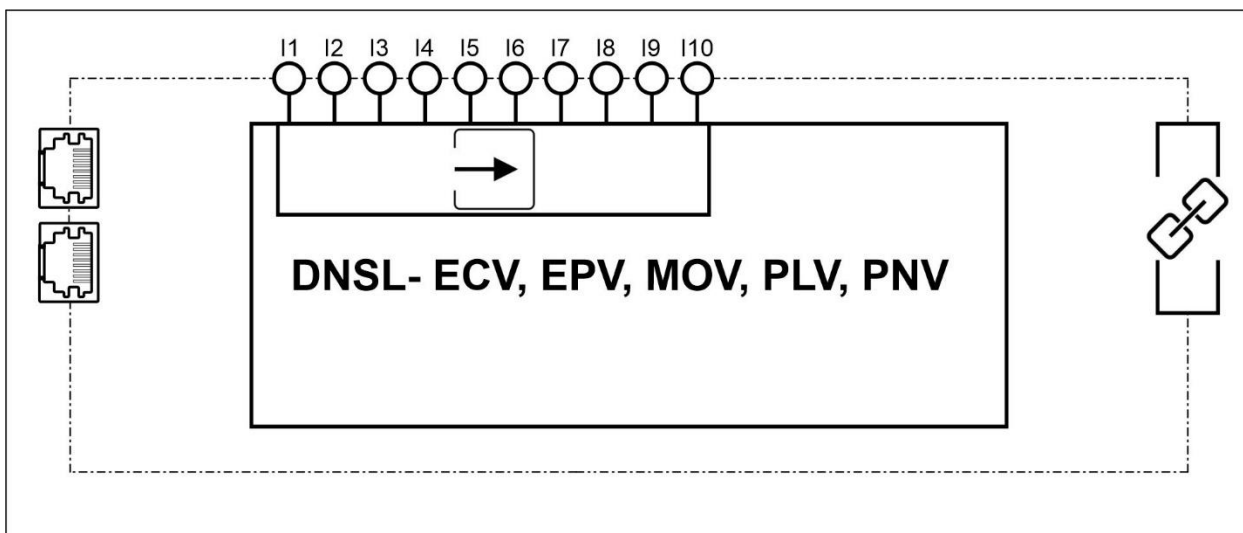 I1 I2 I3 I4 I5 I6 I7 I8 I9 I10
DNSL- ECV, EPV, MOV, PLV, PNV